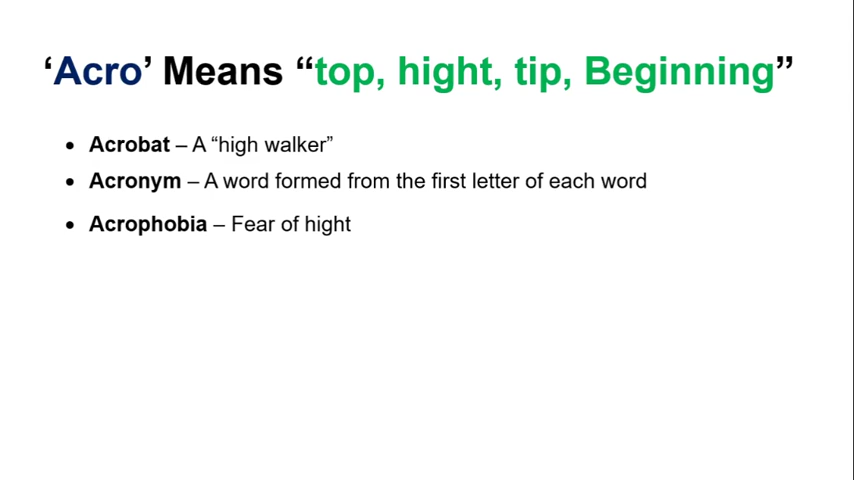 ‘Acro’ Means “top, hight, tip, Beginning”
• Acrobat – A “high walker”
• Acronym – A word formed from the first letter of each word
• Acrophobia – Fear of hight